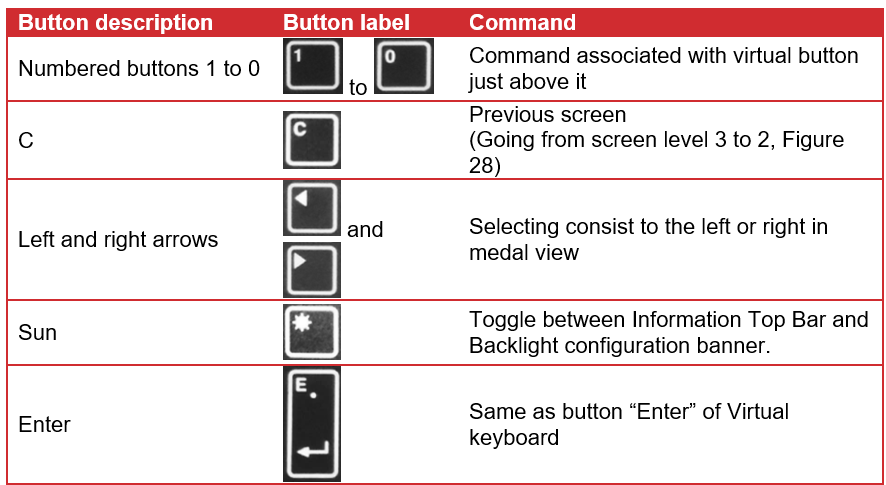 Button description Button label Command
Numbered buttons 1 to 0 1 to 0 Command associated with virtual button
just above it
C C Previous screen
(Going from screen level 3 to 2, Figure
28)
Left and right arrows and Selecting consist to the left or right in
medal view
Sun Toggle between Information Top Bar and
Backlight configuration banner.
Enter E. Same as button “Enter” of Virtual
keyboard